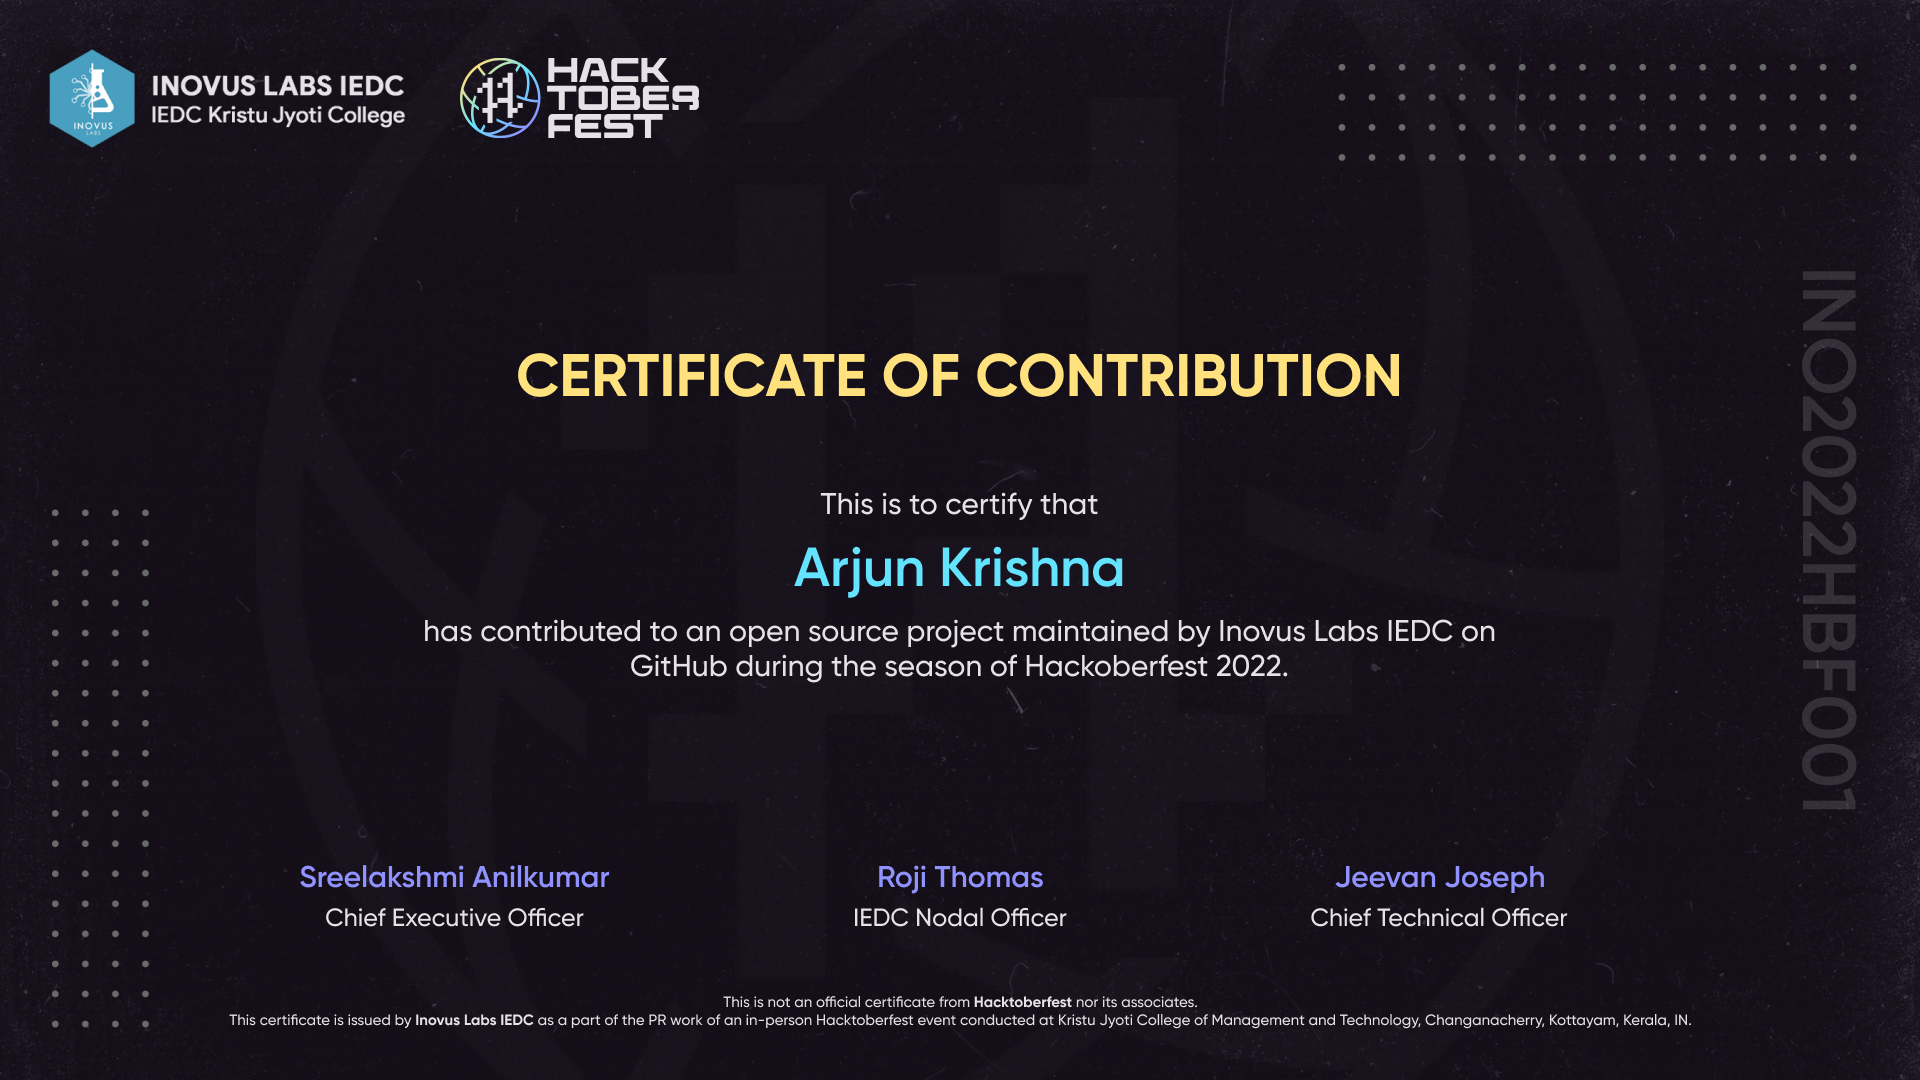 INOVUS LABS IEDC
IEDC Kristu Jyoti College
INOVUS
LABS
HACK
TOBER
FEST
CERTIFICATE OF CONTRIBUTION
This is to certify that
Arjun Krishna
has contributed to an open source project maintained by Inovus Labs IEDC on
GitHub during the season of Hackoberfest 2022.
INO2022HBF001
Sreelakshmi Anilkumar
Chief Executive Officer
Roji Thomas
IEDC Nodal Officer
Jeevan Joseph
Chief Technical Officer
This is not an official certificate from Hacktoberfest nor its associates.
This certificate is issued by Inovus Labs IEDC as a part of the PR work of an in-person Hacktoberfest event conducted at Kristu Jyoti College of Management and Technology, Changanacherry, Kottayam, Kerala, IN.